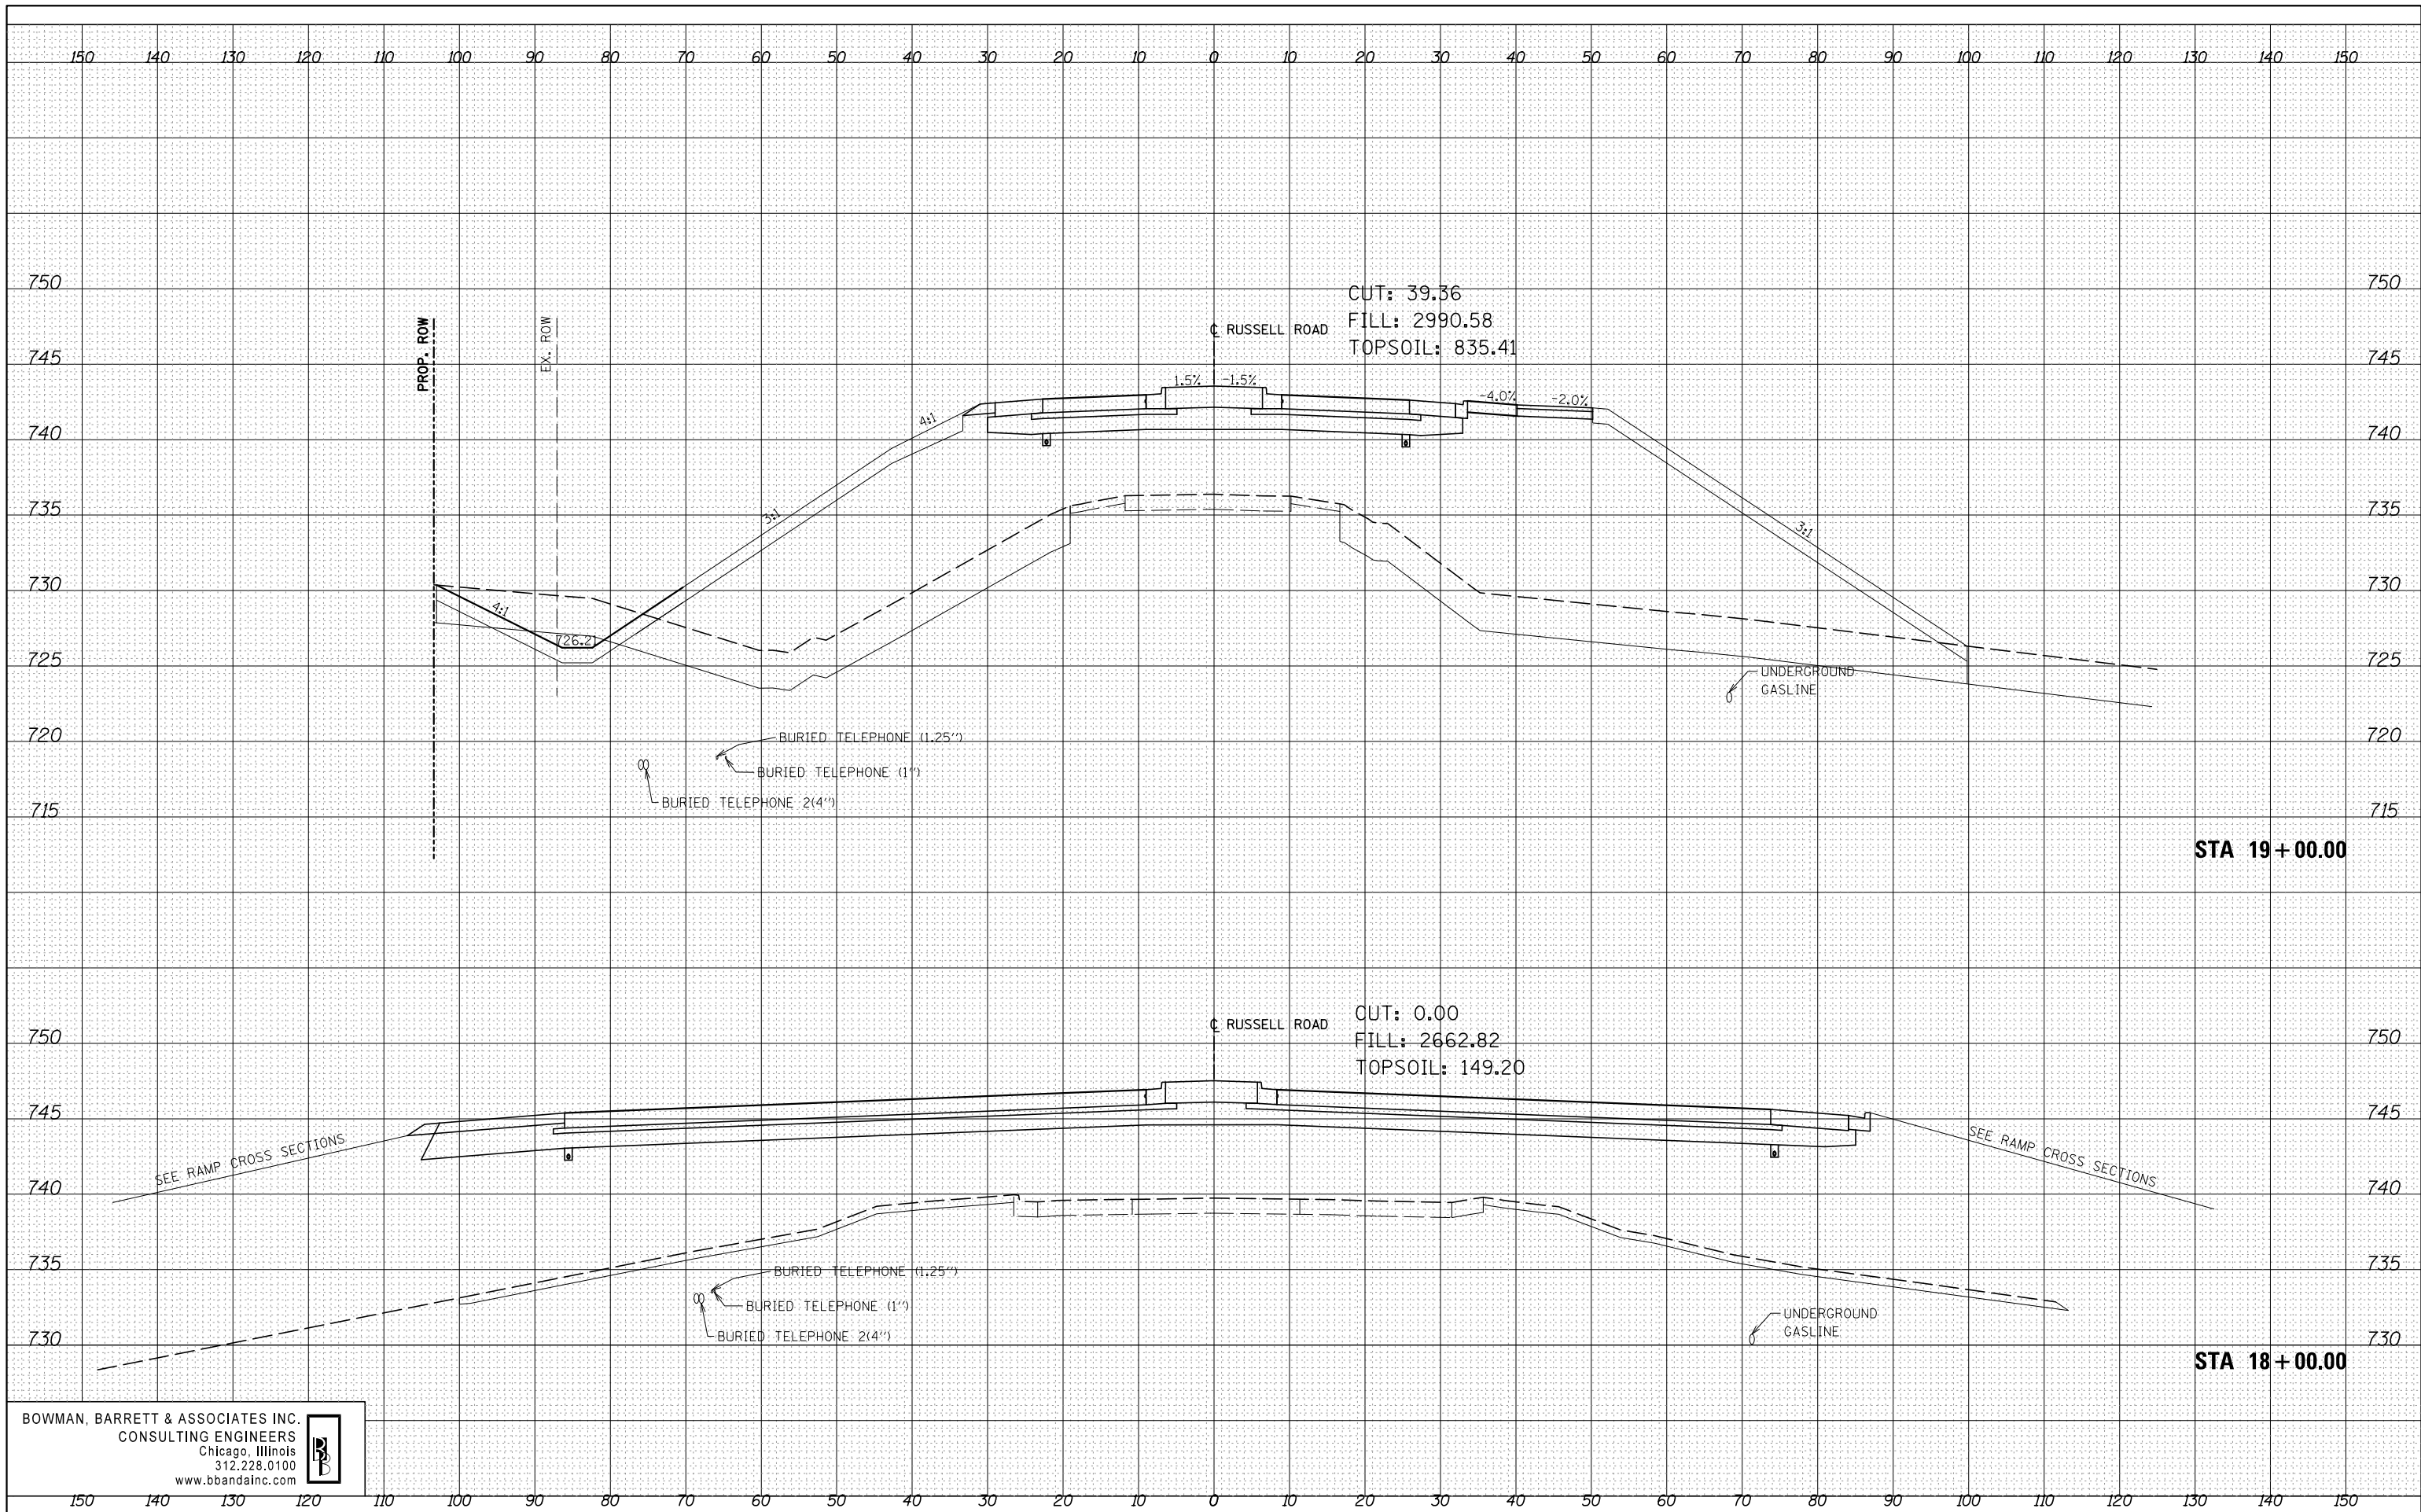 150 140 130 120 110 100 90 80 70 60 50 40 30 20 10 0 10 20 30 40 50 60 70 80 90 100 110 120 130 140 150
750 750
CUT: 39.36
FILL: 2990.58
TOPSOIL: 835.41
℄ RUSSELL ROAD
PROP. ROW
EX. ROW
745 745
1.5% -1.5%
-4.0% -2.0%
4:1
740 740
735 735
3:1
3:1
730 730
4:1
726.21
725 725
UNDERGROUND
GASLINE
720 720
BURIED TELEPHONE (1.25")
BURIED TELEPHONE (1")
BURIED TELEPHONE 2(4")
715 715
STA 19+00.00
CUT: 0.00
FILL: 2662.82
TOPSOIL: 149.20
℄ RUSSELL ROAD
750 750
745 745
SEE RAMP CROSS SECTIONS
SEE RAMP CROSS SECTIONS
740 740
735 735
BURIED TELEPHONE (1.25")
BURIED TELEPHONE (1")
BURIED TELEPHONE 2(4")
UNDERGROUND
GASLINE
730 730
STA 18+00.00
BOWMAN, BARRETT & ASSOCIATES INC.
CONSULTING ENGINEERS
Chicago, Illinois
312.228.0100
www.bbandainc.com
BB
150 140 130 120 110 100 90 80 70 60 50 40 30 20 10 0 10 20 30 40 50 60 70 80 90 100 110 120 130 140 150